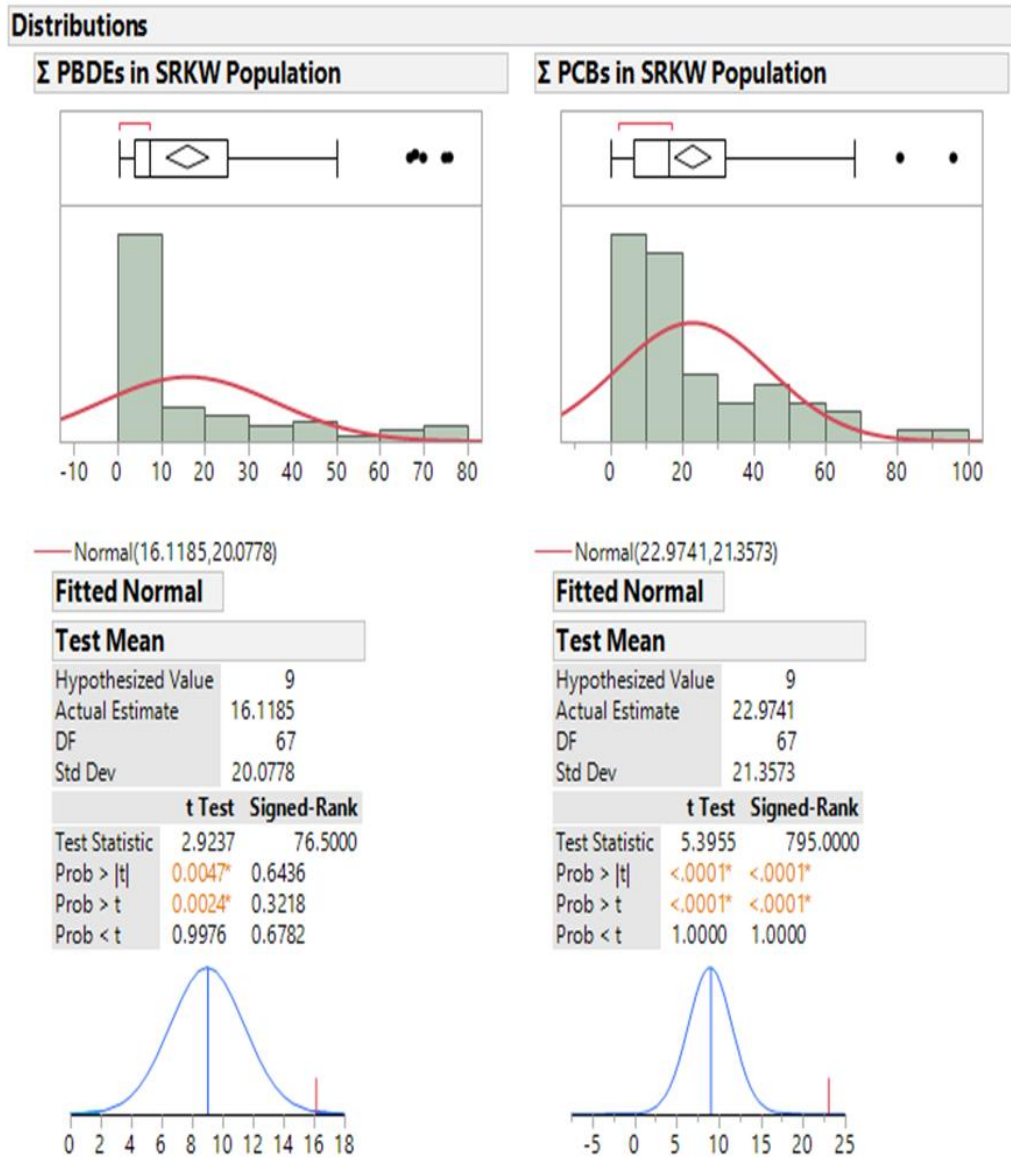 Distributions
Σ PBDEs in SRKW Population
-10 0 10 20 30 40 50 60 70 80
Normal(16.1185,20.0778)
Fitted Normal
Test Mean
Hypothesized Value 9
Actual Estimate 16.1185
DF 67
Std Dev 20.0778
t Test Signed-Rank
Test Statistic 2.9237 76.5000
Prob > |t| 0.0047* 0.6436
Prob > t 0.0024* 0.3218
Prob < t 0.9976 0.6782
0 2 4 6 8 10 12 14 16 18
Σ PCBs in SRKW Population
0 20 40 60 80 100
Normal(22.9741,21.3573)
Fitted Normal
Test Mean
Hypothesized Value 9
Actual Estimate 22.9741
DF 67
Std Dev 21.3573
t Test Signed-Rank
Test Statistic 5.3955 795.0000
Prob > |t| <.0001* <.0001*
Prob > t <.0001* <.0001*
Prob < t 1.0000 1.0000
-5 0 5 10 15 20 25